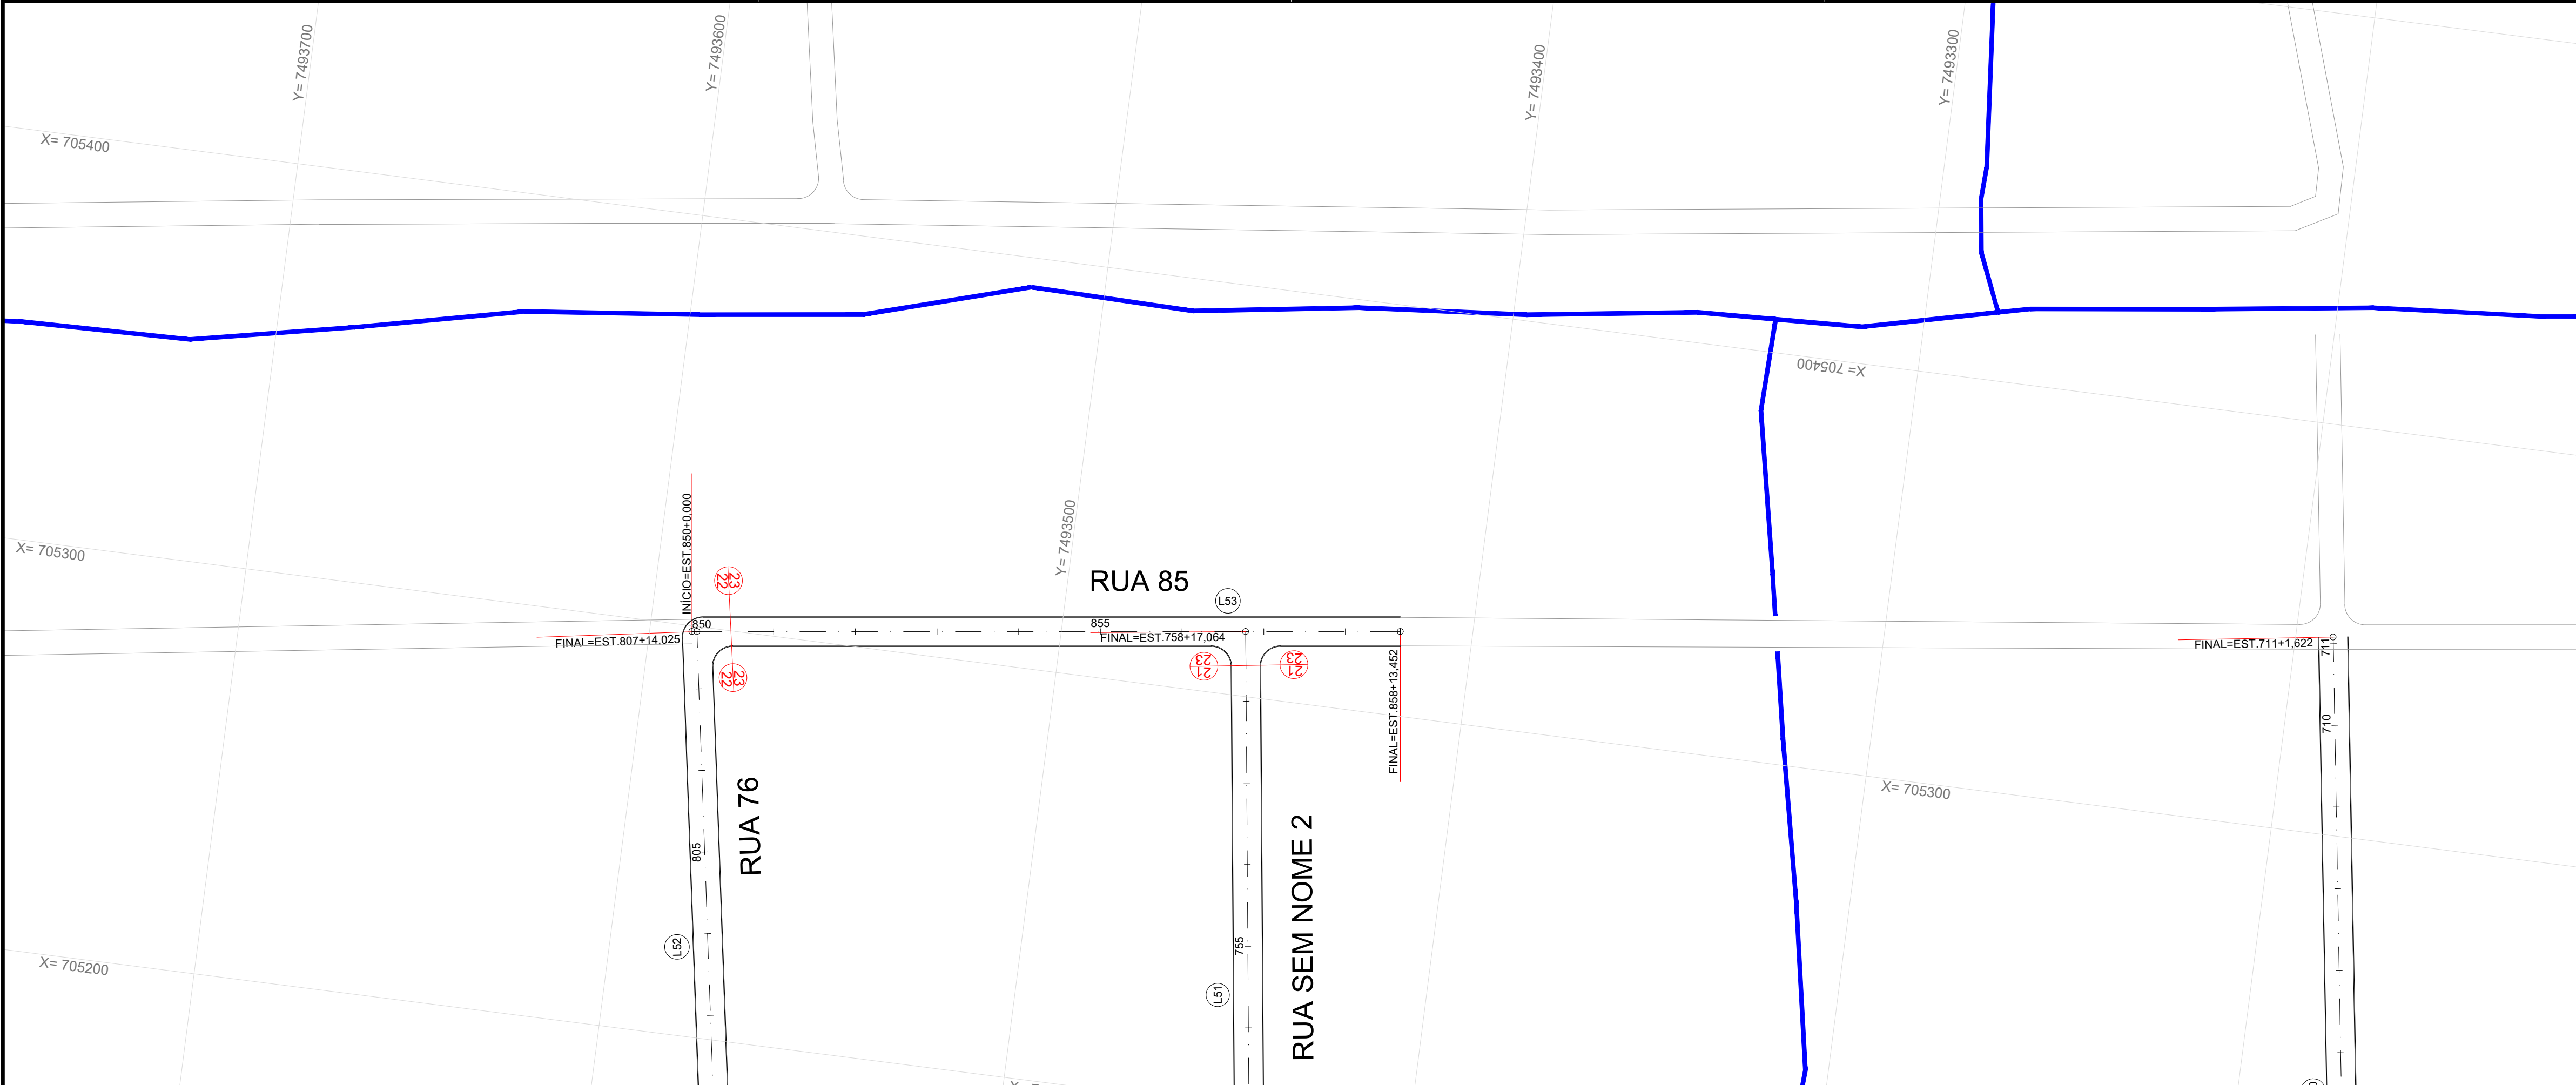 Y= 7493700
Y= 7493600
Y= 7493400
Y= 7493300
X= 705400
X= 705400
Y= 7493500
X= 705300
INÍCIO=EST.850+0,000
23
22
RUA 85
L53
850
855
FINAL=EST.807+14,025
FINAL=EST.758+17,064
FINAL=EST.711+1,622
711
23
21
23
21
23
22
FINAL=EST.858+13,452
710
X= 705300
RUA 76
805
RUA SEM NOME 2
755
L52
X= 705200
L51